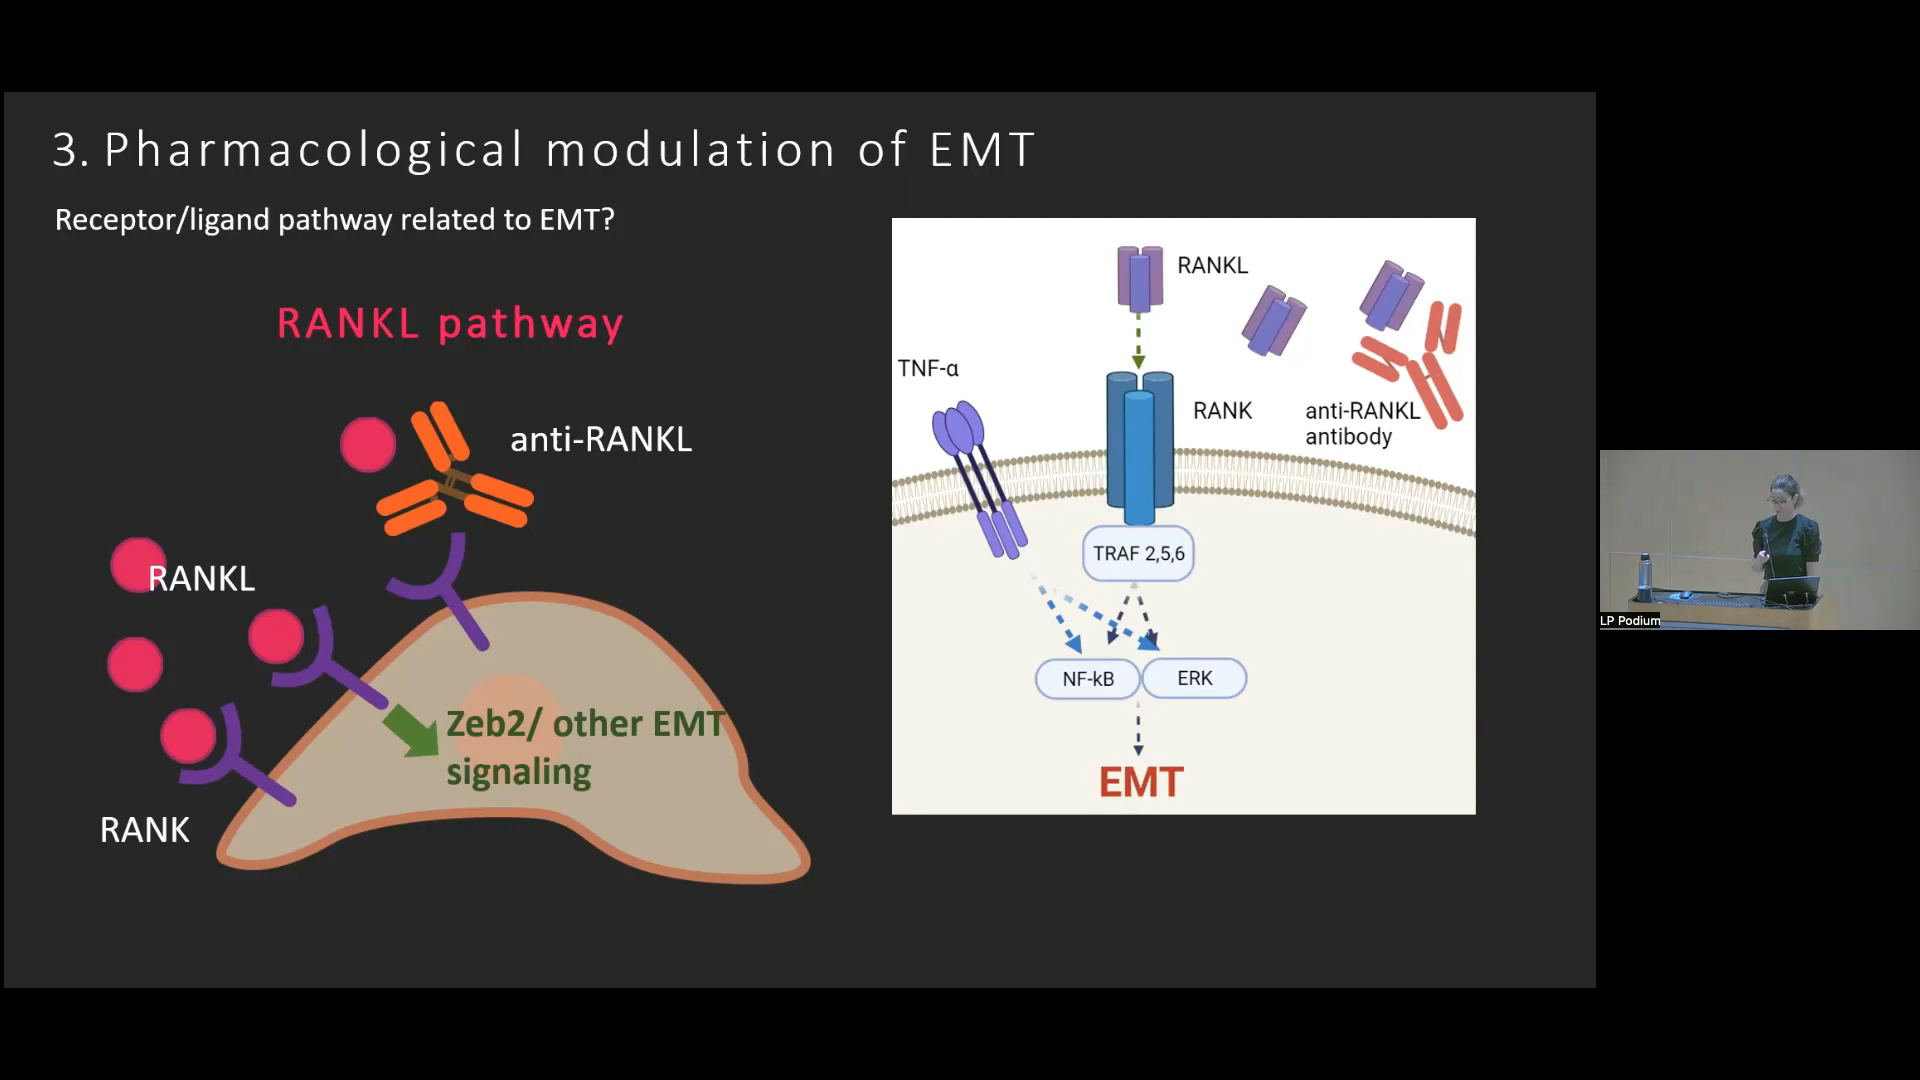 3. Pharmacological modulation of EMT
Receptor/ligand pathway related to EMT?
RANKL pathway
anti-RANKL
RANKL
Zeb2/ other EMT
signaling
RANK
RANKL
TNF-α
RANK
anti-RANKL
antibody
TRAF 2,5,6
NF-kB
ERK
EMT
LP Podium